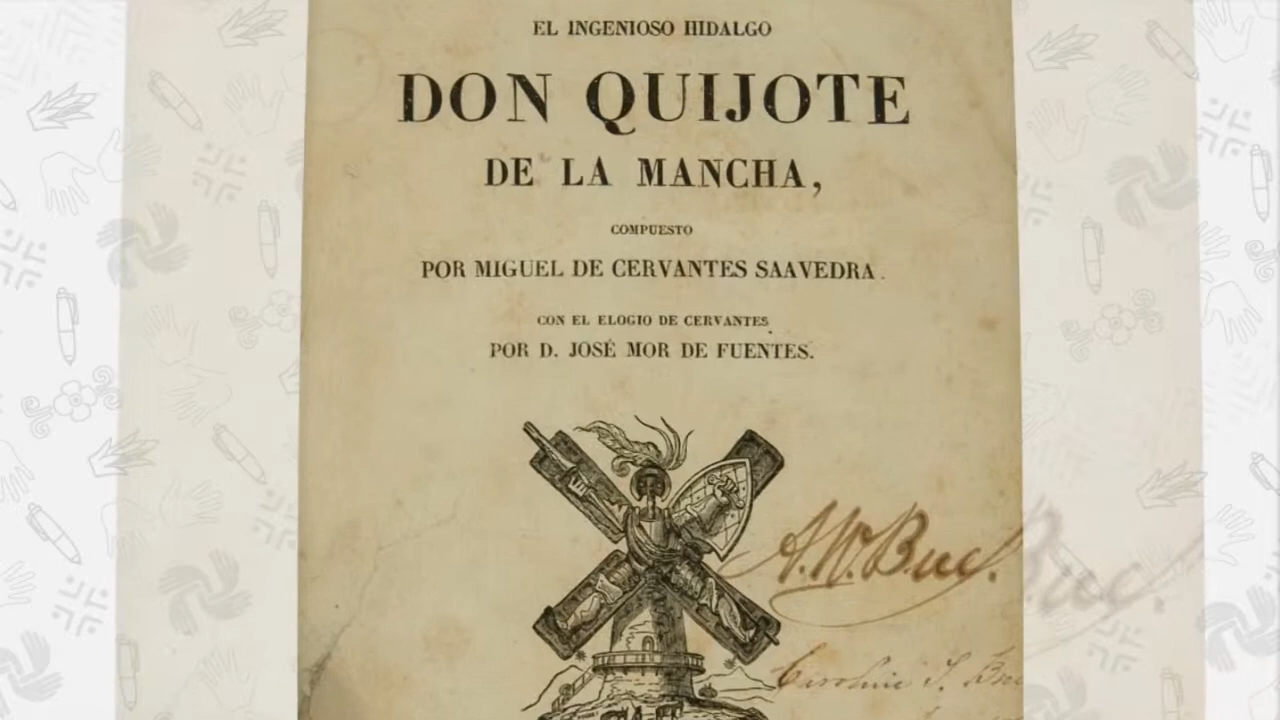 EL INGENIOSO HIDALGO
DON QUIJOTE
DE LA MANCHA,
COMPUESTO
POR MIGUEL DE CERVANTES SAAVEDRA.
CON EL ELOGIO DE CERVANTES
POR D. JOSÉ MOR DE FUENTES.
A. W.